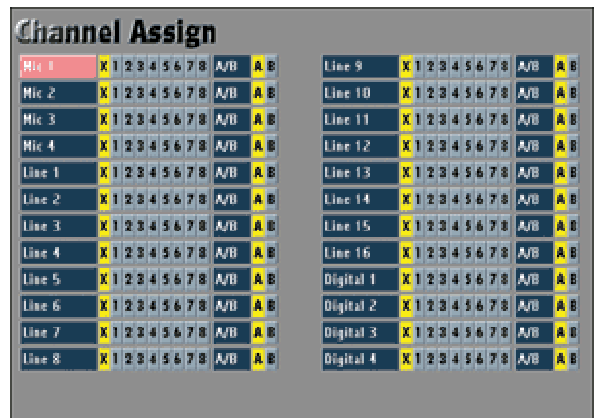 Channel Assign
Mic 1 X 1 2 3 4 5 6 7 8 A/B A B
Mic 2 X 1 2 3 4 5 6 7 8 A/B A B
Mic 3 X 1 2 3 4 5 6 7 8 A/B A B
Mic 4 X 1 2 3 4 5 6 7 8 A/B A B
Line 1 X 1 2 3 4 5 6 7 8 A/B A B
Line 2 X 1 2 3 4 5 6 7 8 A/B A B
Line 3 X 1 2 3 4 5 6 7 8 A/B A B
Line 4 X 1 2 3 4 5 6 7 8 A/B A B
Line 5 X 1 2 3 4 5 6 7 8 A/B A B
Line 6 X 1 2 3 4 5 6 7 8 A/B A B
Line 7 X 1 2 3 4 5 6 7 8 A/B A B
Line 8 X 1 2 3 4 5 6 7 8 A/B A B
Line 9 X 1 2 3 4 5 6 7 8 A/B A B
Line 10 X 1 2 3 4 5 6 7 8 A/B A B
Line 11 X 1 2 3 4 5 6 7 8 A/B A B
Line 12 X 1 2 3 4 5 6 7 8 A/B A B
Line 13 X 1 2 3 4 5 6 7 8 A/B A B
Line 14 X 1 2 3 4 5 6 7 8 A/B A B
Line 15 X 1 2 3 4 5 6 7 8 A/B A B
Line 16 X 1 2 3 4 5 6 7 8 A/B A B
Digital 1 X 1 2 3 4 5 6 7 8 A/B A B
Digital 2 X 1 2 3 4 5 6 7 8 A/B A B
Digital 3 X 1 2 3 4 5 6 7 8 A/B A B
Digital 4 X 1 2 3 4 5 6 7 8 A/B A B